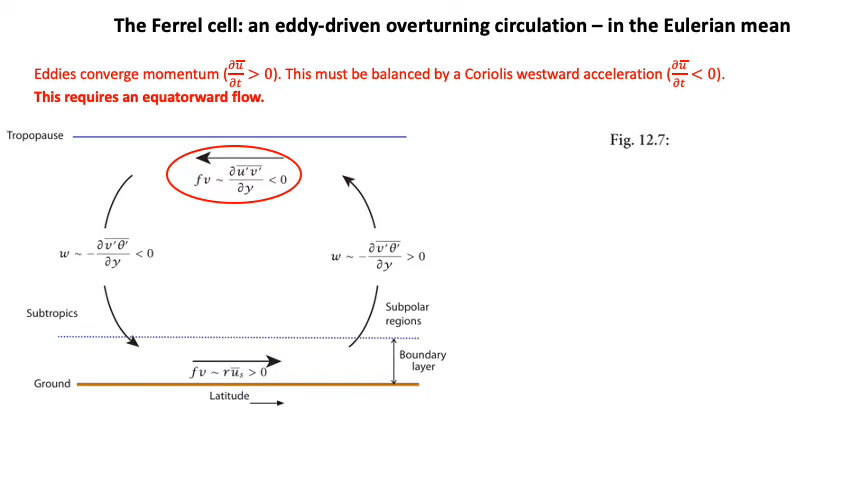 The Ferrel cell: an eddy-driven overturning circulation – in the Eulerian mean
Eddies converge momentum (∂u̅/∂t > 0). This must be balanced by a Coriolis westward acceleration (∂u̅/∂t < 0).
This requires an equatorward flow.
Tropopause
Fig. 12.7:
fv ~ ∂u′v′̅/∂y < 0
w ~ −∂v′θ′̅/∂y < 0
w ~ −∂v′θ′̅/∂y > 0
Subtropics
Subpolar
regions
Boundary
layer
fv ~ ru̅ₛ > 0
Ground
Latitude